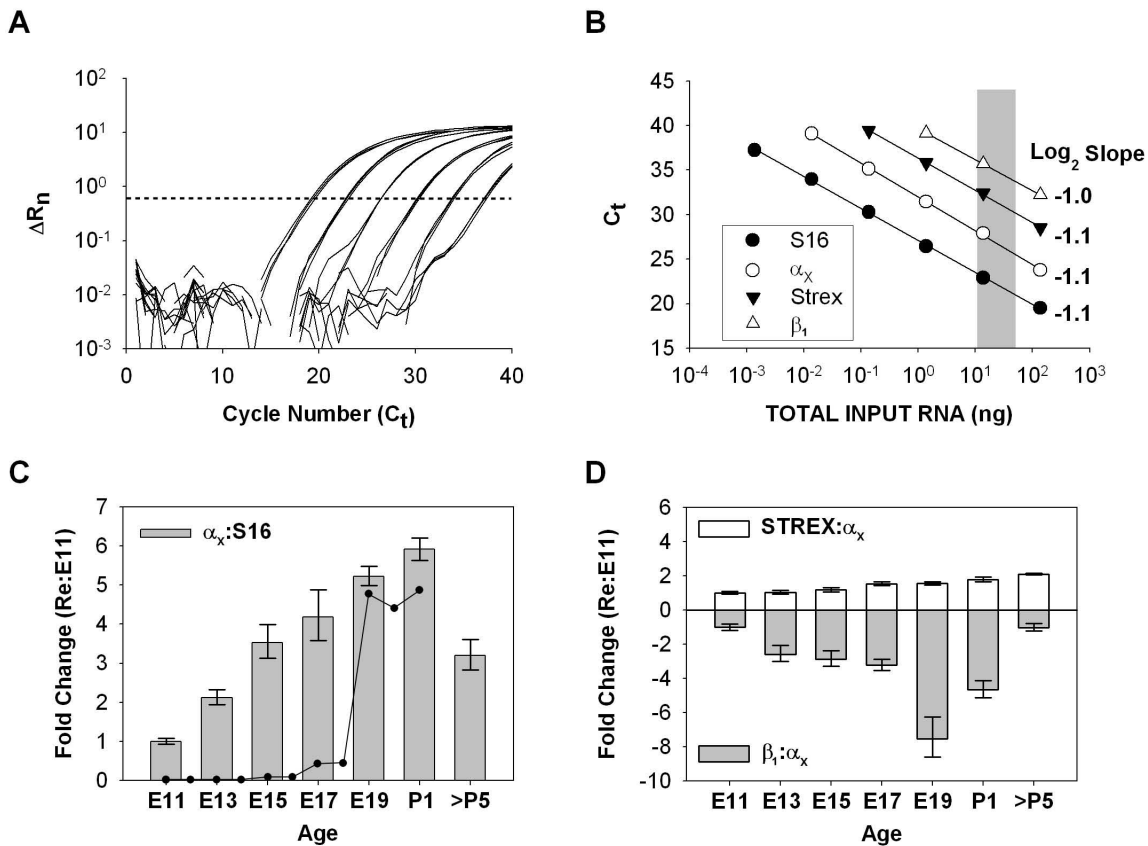 A
10²
10¹
10⁰
10⁻¹
10⁻²
10⁻³
ΔRₙ
0 10 20 30 40
Cycle Number (Cₜ)
B
45
40
35
30
25
20
15
Cₜ
S16
αₓ
Strex
β₁
Log₂ Slope
-1.0
-1.1
-1.1
-1.1
10⁻⁴ 10⁻³ 10⁻² 10⁻¹ 10⁰ 10¹ 10² 10³
TOTAL INPUT RNA (ng)
C
7
6
5
4
3
2
1
0
Fold Change (Re:E11)
αₓ:S16
E11 E13 E15 E17 E19 P1 >P5
Age
D
6
4
2
0
-2
-4
-6
-8
-10
Fold Change (Re:E11)
STREX:αₓ
β₁:αₓ
E11 E13 E15 E17 E19 P1 >P5
Age